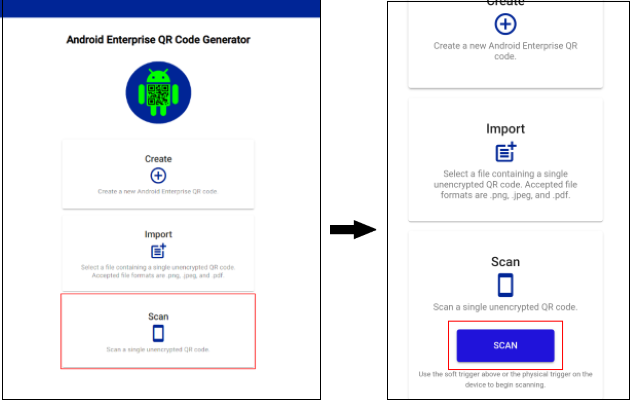 Android Enterprise QR Code Generator
Create
Create a new Android Enterprise QR code.
Import
Select a file containing a single unencrypted QR code.
Accepted file formats are .png, .jpeg, and .pdf
Scan
Scan a single unencrypted QR code.
Create
Create a new Android Enterprise QR
code.
Import
Select a file containing a single
unencrypted QR code. Accepted file
formats are .png, .jpeg, and .pdf.
Scan
Scan a single unencrypted QR code.
SCAN
Use the soft trigger above or the physical trigger on the
device to begin scanning.